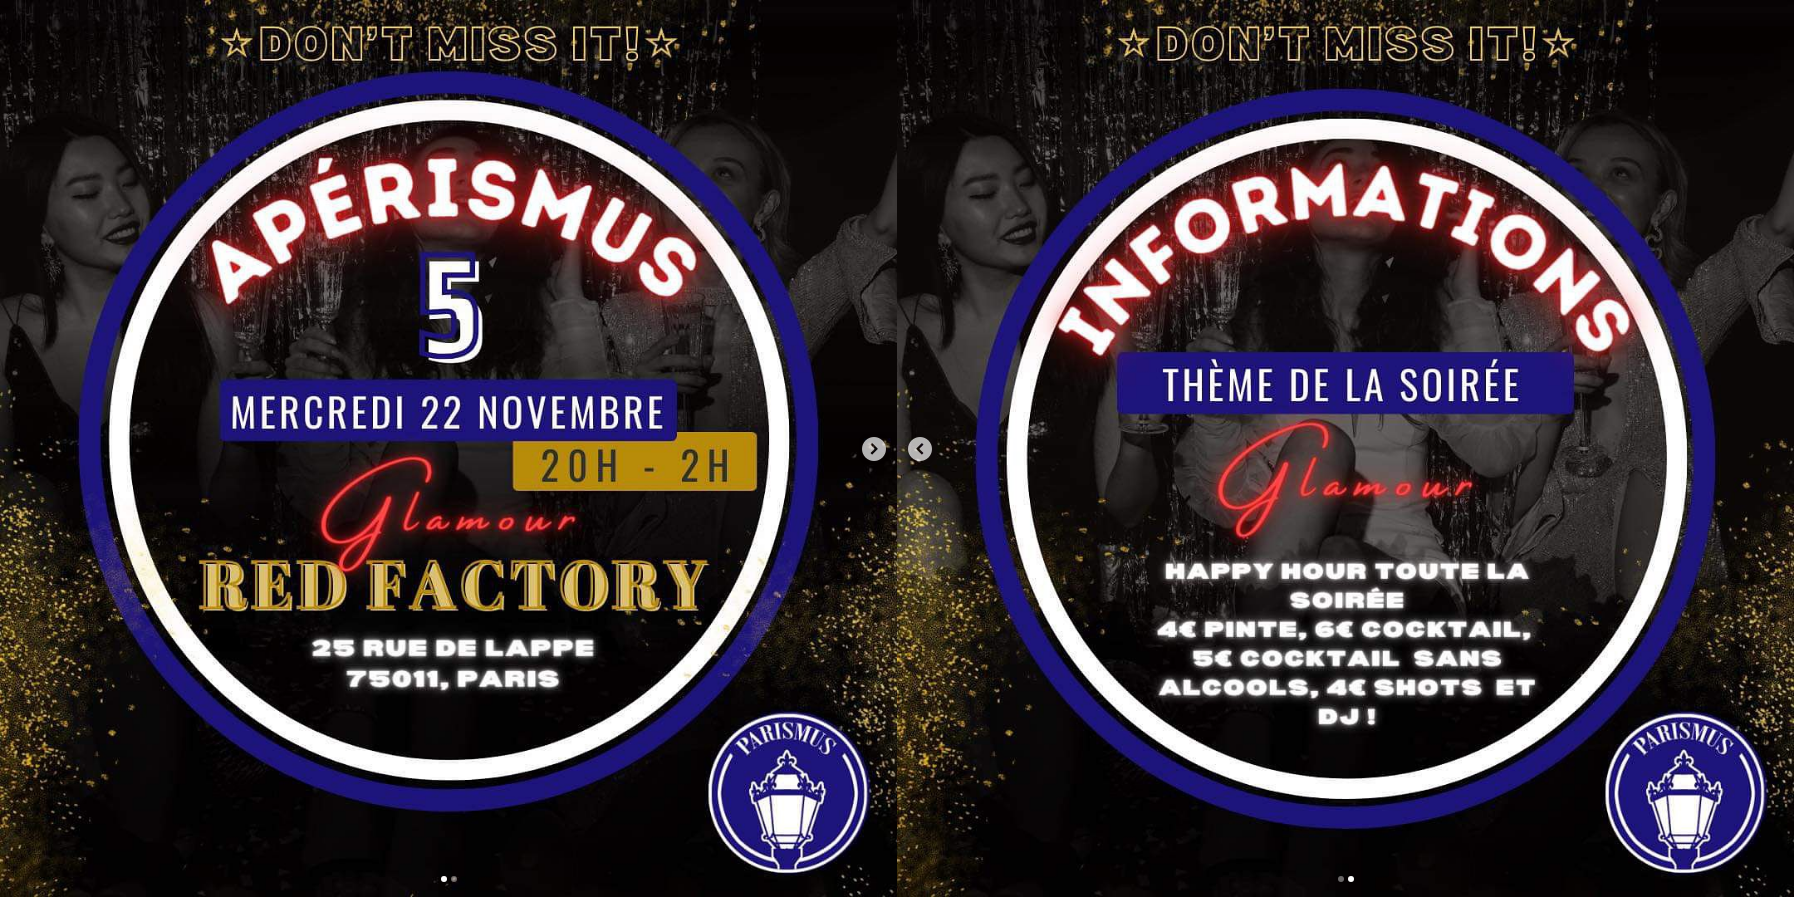 ☆DON'T MISS IT!☆
APÉRISMUS
5
MERCREDI 22 NOVEMBRE
20H - 2H
Glamour
RED FACTORY
25 RUE DE LAPPE
75011, PARIS
PARISMUS
☆DON'T MISS IT!☆
INFORMATIONS
THÈME DE LA SOIRÉE
Glamour
HAPPY HOUR TOUTE LA
SOIRÉE
4€ PINTE, 6€ COCKTAIL,
5€ COCKTAIL SANS
ALCOOLS, 4€ SHOTS ET
DJ !
PARISMUS